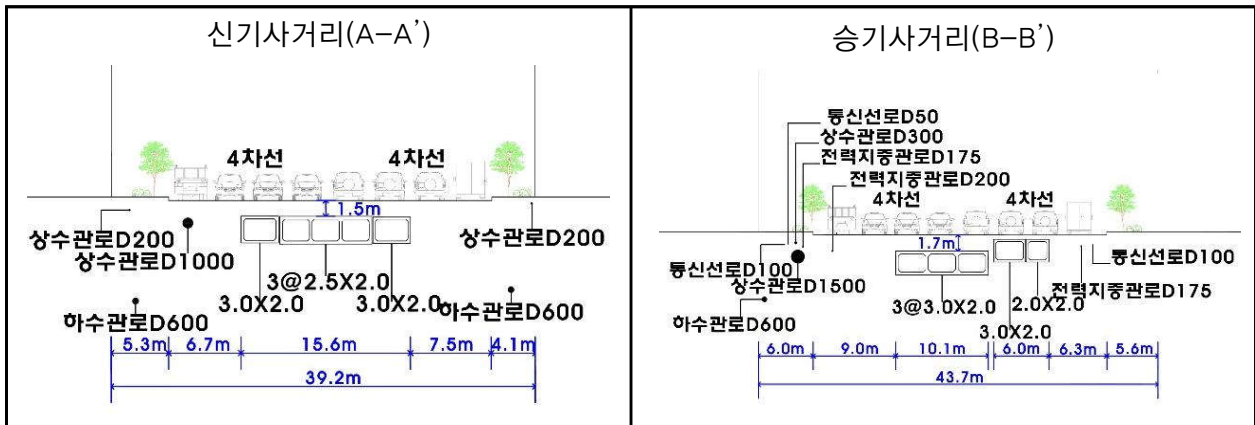 신기사거리(A-A')
4차선
4차선
1.5m
상수관로D200
상수관로D1000
상수관로D200
3@2.5X2.0
3.0X2.0
3.0X2.0
하수관로D600
하수관로D600
5.3m
6.7m
15.6m
7.5m
4.1m
39.2m
승기사거리(B-B')
통신선로D50
상수관로D300
전력지중관로D175
전력지중관로D200
4차선
4차선
1.7m
통신선로D100
상수관로D1500
통신선로D100
전력지중관로D175
하수관로D600
3@3.0X2.0
2.0X2.0
3.0X2.0
6.0m
9.0m
10.1m
6.0m
6.3m
5.6m
43.7m